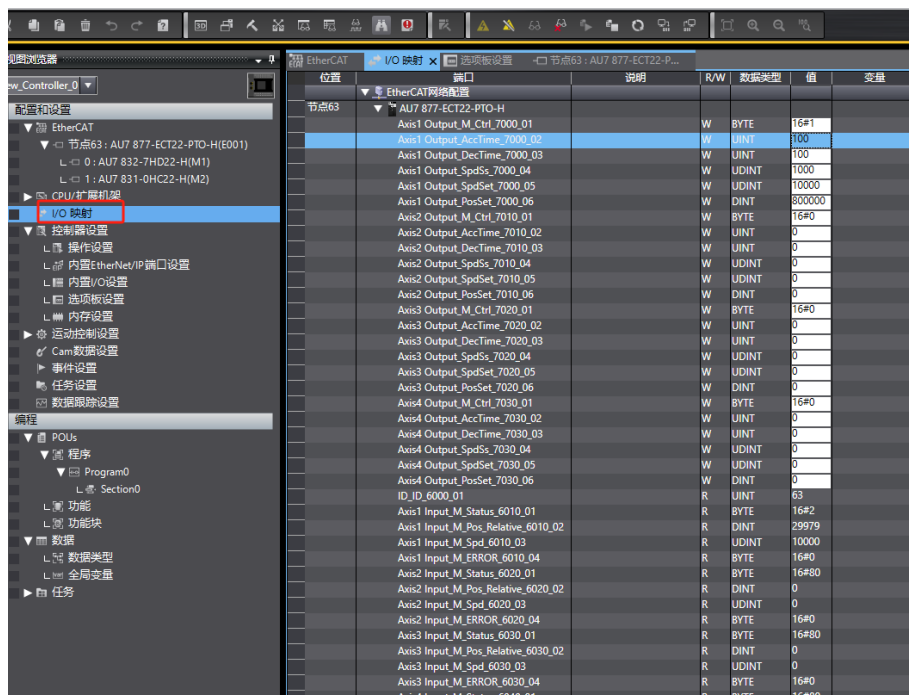 视图浏览器
ew_Controller_0
配置和设置
EtherCAT
节点63 : AU7 877-ECT22-PTO-H(E001)
0 : AU7 832-7HD22-H(M1)
1 : AU7 831-0HC22-H(M2)
CPU/扩展机架
I/O 映射
控制器设置
操作设置
内置EtherNet/IP端口设置
内置I/O设置
选项板设置
内存设置
运动控制设置
Cam数据设置
事件设置
任务设置
数据跟踪设置
编程
POUs
程序
Program0
Section0
功能
功能块
数据
数据类型
全局变量
任务
EtherCAT I/O 映射 选项板设置 节点63 : AU7 877-ECT22-P...
位置 端口 说明 R/W 数据类型 值 变量
EtherCAT网络配置
节点63 AU7 877-ECT22-PTO-H
Axis1 Output_M_Ctrl_7000_01 W BYTE 16#1
Axis1 Output_AccTime_7000_02 W UINT 100
Axis1 Output_DecTime_7000_03 W UINT 100
Axis1 Output_SpdSs_7000_04 W UDINT 1000
Axis1 Output_SpdSet_7000_05 W UDINT 10000
Axis1 Output_PosSet_7000_06 W DINT 800000
Axis2 Output_M_Ctrl_7010_01 W BYTE 16#0
Axis2 Output_AccTime_7010_02 W UINT 0
Axis2 Output_DecTime_7010_03 W UINT 0
Axis2 Output_SpdSs_7010_04 W UDINT 0
Axis2 Output_SpdSet_7010_05 W UDINT 0
Axis2 Output_PosSet_7010_06 W DINT 0
Axis3 Output_M_Ctrl_7020_01 W BYTE 16#0
Axis3 Output_AccTime_7020_02 W UINT 0
Axis3 Output_DecTime_7020_03 W UINT 0
Axis3 Output_SpdSs_7020_04 W UDINT 0
Axis3 Output_SpdSet_7020_05 W UDINT 0
Axis3 Output_PosSet_7020_06 W DINT 0
Axis4 Output_M_Ctrl_7030_01 W BYTE 16#0
Axis4 Output_AccTime_7030_02 W UINT 0
Axis4 Output_DecTime_7030_03 W UINT 0
Axis4 Output_SpdSs_7030_04 W UDINT 0
Axis4 Output_SpdSet_7030_05 W UDINT 0
Axis4 Output_PosSet_7030_06 W DINT 0
ID_ID_6000_01 R UINT 63
Axis1 Input_M_Status_6010_01 R BYTE 16#2
Axis1 Input_M_Pos_Relative_6010_02 R DINT 29979
Axis1 Input_M_Spd_6010_03 R UDINT 10000
Axis1 Input_M_ERROR_6010_04 R BYTE 16#0
Axis2 Input_M_Status_6020_01 R BYTE 16#80
Axis2 Input_M_Pos_Relative_6020_02 R DINT 0
Axis2 Input_M_Spd_6020_03 R UDINT 0
Axis2 Input_M_ERROR_6020_04 R BYTE 16#0
Axis3 Input_M_Status_6030_01 R BYTE 16#80
Axis3 Input_M_Pos_Relative_6030_02 R DINT 0
Axis3 Input_M_Spd_6030_03 R UDINT 0
Axis3 Input_M_ERROR_6030_04 R BYTE 16#0